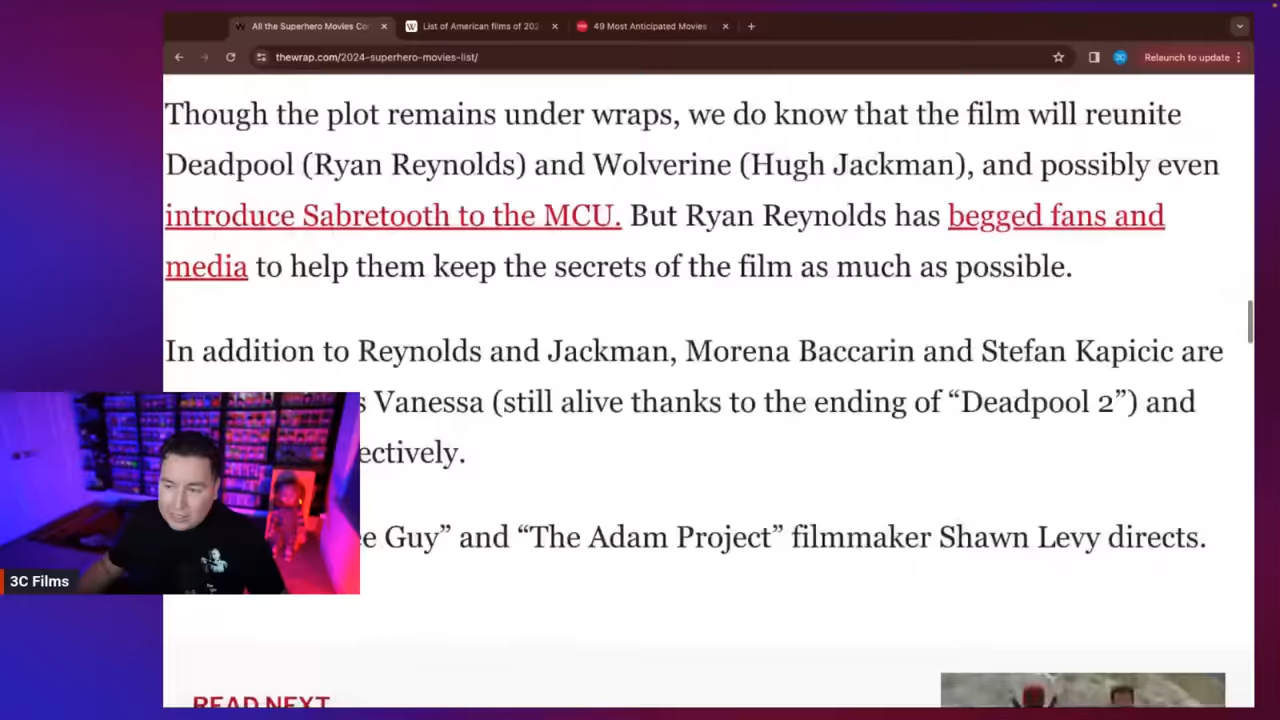 All the Superhero Movies Co
List of American films of 202
49 Most Anticipated Movies
thewrap.com/2024-superhero-movies-list/
Relaunch to update
Though the plot remains under wraps, we do know that the film will reunite
Deadpool (Ryan Reynolds) and Wolverine (Hugh Jackman), and possibly even
introduce Sabretooth to the MCU. But Ryan Reynolds has begged fans and
media to help them keep the secrets of the film as much as possible.
In addition to Reynolds and Jackman, Morena Baccarin and Stefan Kapicic are
s Vanessa (still alive thanks to the ending of “Deadpool 2”) and
ectively.
e Guy” and “The Adam Project” filmmaker Shawn Levy directs.
3C Films
READ NEXT